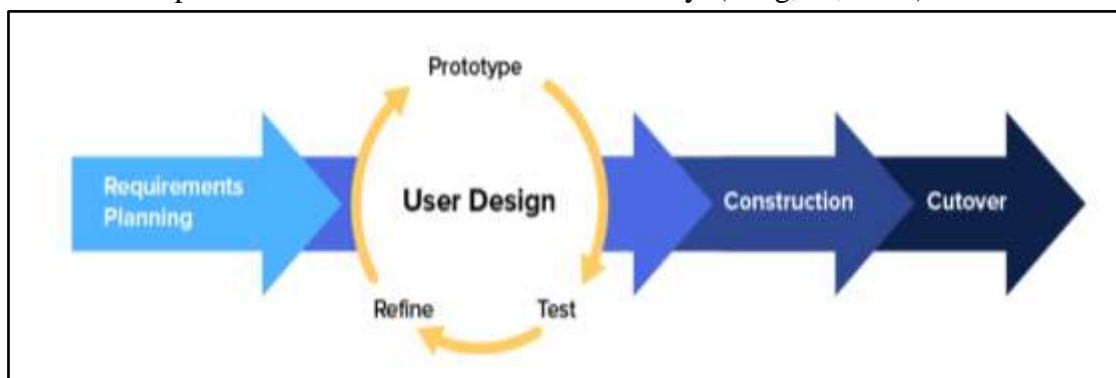 Prototype
Requirements
Planning
User Design
Construction
Cutover
Refine
Test